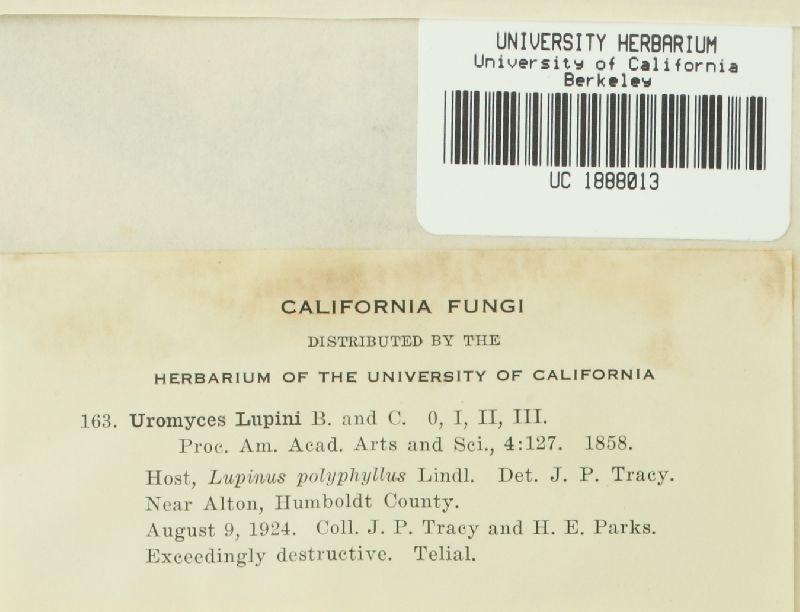 UNIVERSITY HERBARIUM
University of California
Berkeley
UC 1888013
CALIFORNIA FUNGI
DISTRIBUTED BY THE
HERBARIUM OF THE UNIVERSITY OF CALIFORNIA
163. Uromyces Lupini B. and C. 0, I, II, III.
Proc. Am. Acad. Arts and Sci., 4:127. 1858.
Host, Lupinus polyphyllus Lindl. Det. J. P. Tracy.
Near Alton, Humboldt County.
August 9, 1924. Coll. J. P. Tracy and H. E. Parks.
Exceedingly destructive. Telial.